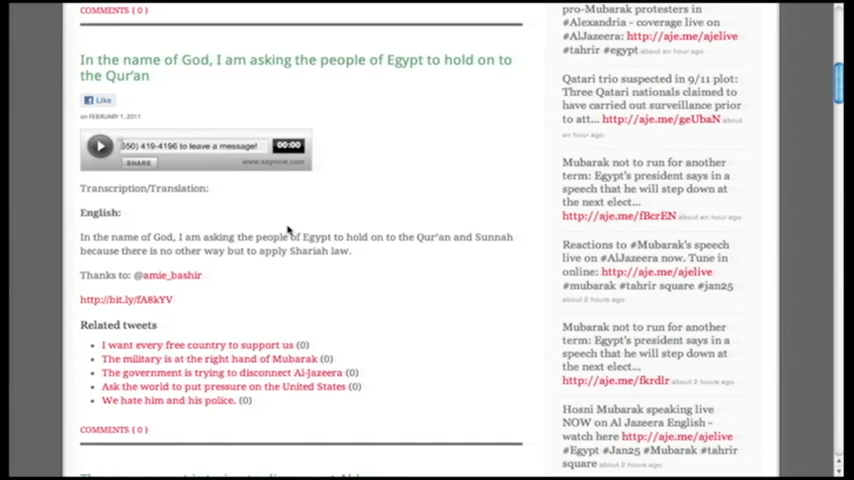 COMMENTS { 0 }
In the name of God, I am asking the people of Egypt to hold on to
the Qur'an
Like
on FEBRUARY 1, 2011
650) 419-4196 to leave a message!
00:00
SHARE
www.saynow.com
Transcription/Translation:
English:
In the name of God, I am asking the people of Egypt to hold on to the Qur'an and Sunnah
because there is no other way but to apply Shariah law.
Thanks to: @amie_bashir
http://bit.ly/fA8kYV
Related tweets
I want every free country to support us (0)
The military is at the right hand of Mubarak (0)
The government is trying to disconnect Al-Jazeera (0)
Ask the world to put pressure on the United States (0)
We hate him and his police. (0)
COMMENTS { 0 }
pro-Mubarak protesters in
#Alexandria - coverage live on
#AlJazeera: http://aje.me/ajelive
#tahrir #egypt about an hour ago
Qatari trio suspected in 9/11 plot:
Three Qatari nationals claimed to
have carried out surveillance prior
to att... http://aje.me/geUbaN about
an hour ago
Mubarak not to run for another
term: Egypt's president says in a
speech that he will step down at
the next elect...
http://aje.me/fBcrEN about an hour ago
Reactions to #Mubarak's speech
live on #AlJazeera now. Tune in
online: http://aje.me/ajelive
#mubarak #tahrir square #jan25
about 2 hours ago
Mubarak not to run for another
term: Egypt's president says in a
speech that he will step down at
the next elect...
http://aje.me/fkrdlr about 2 hours ago
Hosni Mubarak speaking live
NOW on Al Jazeera English -
watch here http://aje.me/ajelive
#Egypt #Jan25 #Mubarak #tahrir
square about 2 hours ago